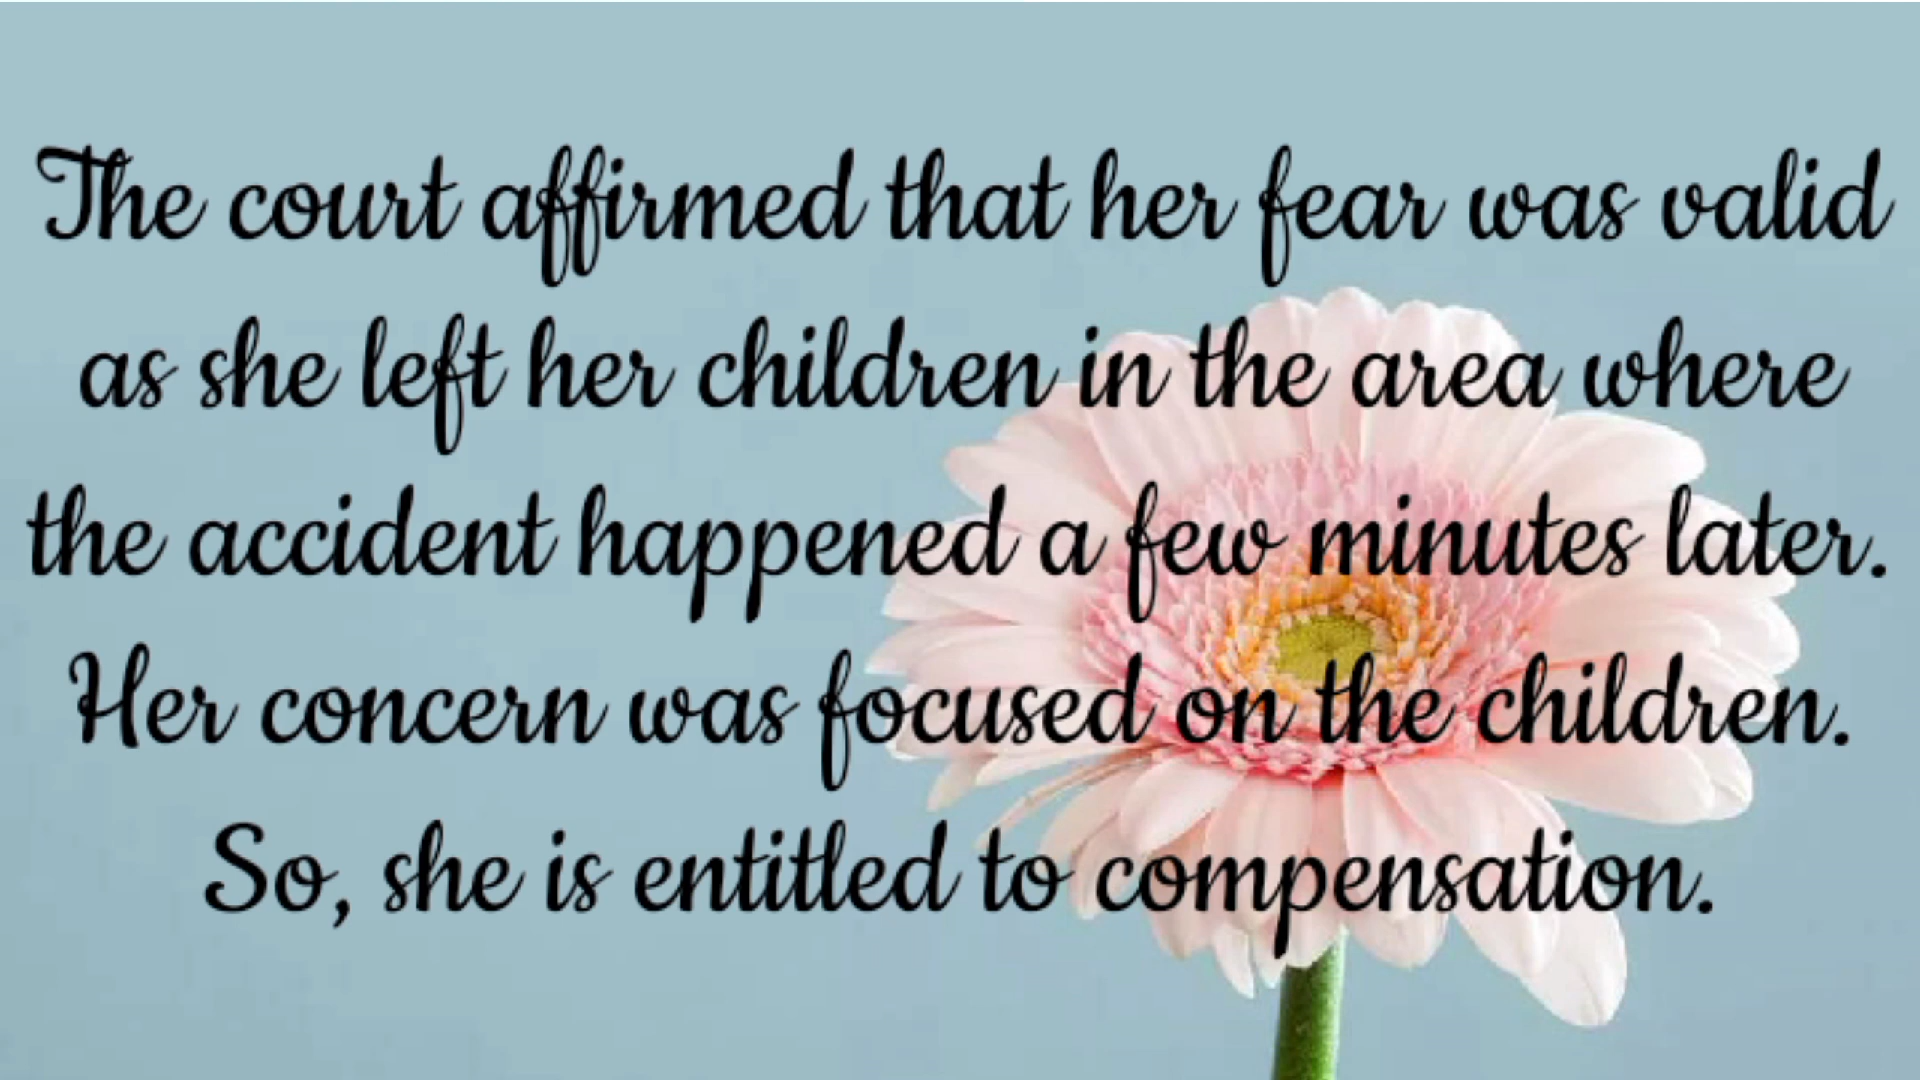 The court affirmed that her fear was valid
as she left her children in the area where
the accident happened a few minutes later.
Her concern was focused on the children.
So, she is entitled to compensation.